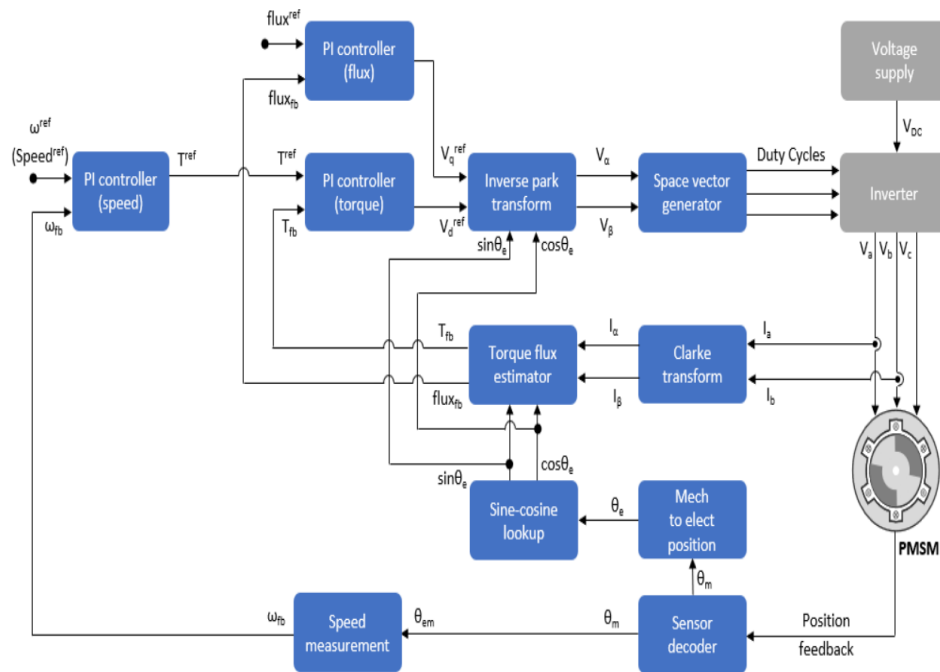 flux^ref
PI controller
(flux)
flux_fb
Voltage
supply
V_DC
ω^ref
(Speed^ref)
T^ref
PI controller
(speed)
ω_fb
T^ref
PI controller
(torque)
T_fb
V_q^ref
V_d^ref
Inverse park
transform
sinθ_e
cosθ_e
V_α
V_β
Space vector
generator
Duty Cycles
Inverter
V_a
V_b
V_c
T_fb
flux_fb
Torque flux
estimator
I_α
I_β
Clarke
transform
I_a
I_b
sinθ_e
cosθ_e
Sine-cosine
lookup
θ_e
Mech
to elect
position
PMSM
θ_m
ω_fb
Speed
measurement
θ_em
θ_m
Sensor
decoder
Position
feedback